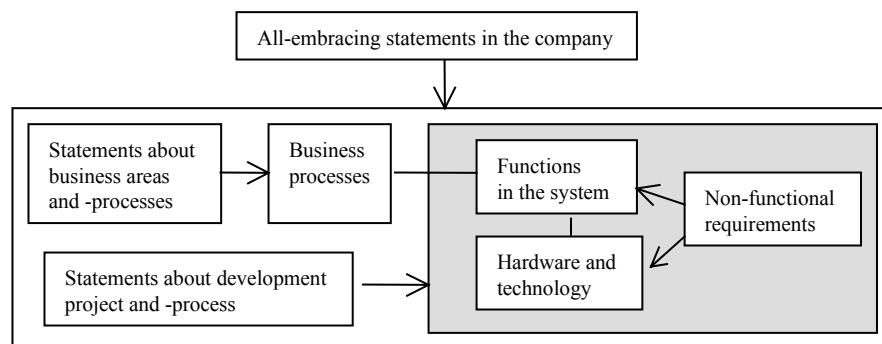 All-embracing statements in the company
Statements about
business areas
and -processes
Business
processes
Functions
in the system
Non-functional
requirements
Hardware and
technology
Statements about development
project and -process